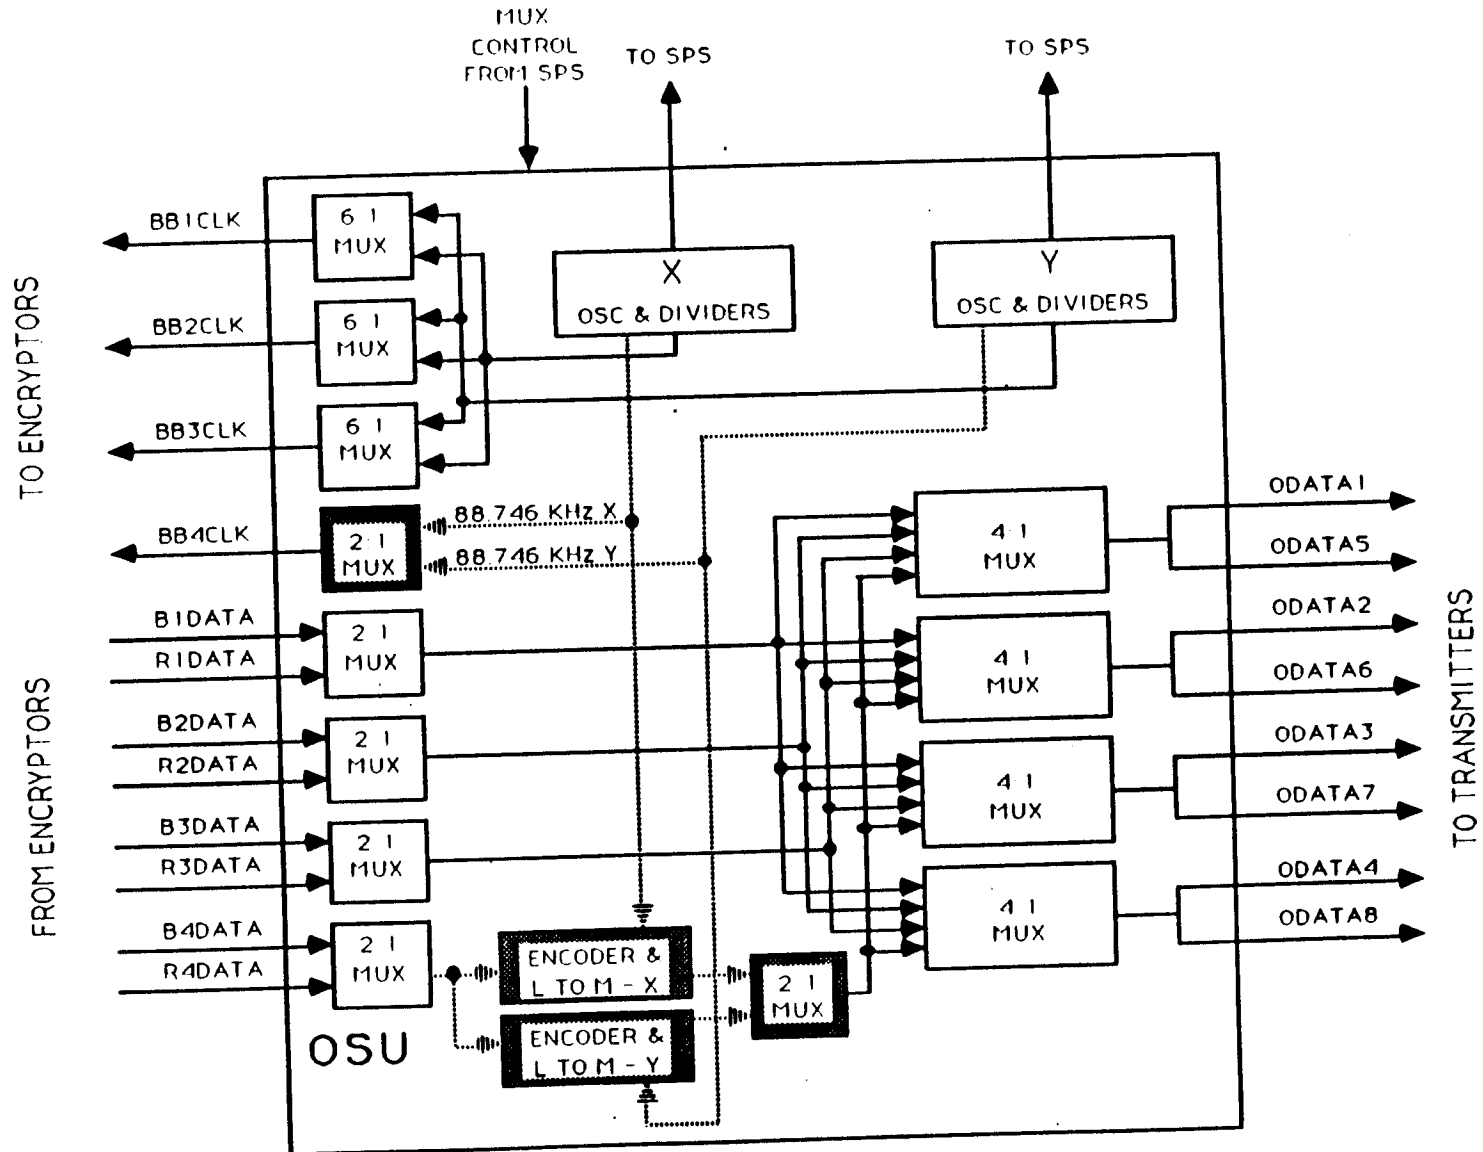 MUX
CONTROL
FROM SPS
TO SPS
TO SPS
TO ENCRYPTORS
FROM ENCRYPTORS
TO TRANSMITTERS
BB1CLK
6 1
MUX
BB2CLK
6 1
MUX
BB3CLK
6 1
MUX
BB4CLK
2:1
MUX
X
OSC & DIVIDERS
Y
OSC & DIVIDERS
88.746 KHz X
88.746 KHz Y
B1DATA
R1DATA
2 1
MUX
B2DATA
R2DATA
2 1
MUX
B3DATA
R3DATA
2 1
MUX
B4DATA
R4DATA
2 1
MUX
ENCODER &
L TO M - X
ENCODER &
L TO M - Y
2 1
MUX
4:1
MUX
4 1
MUX
4 1
MUX
4 1
MUX
ODATA1
ODATA5
ODATA2
ODATA6
ODATA3
ODATA7
ODATA4
ODATA8
OSU